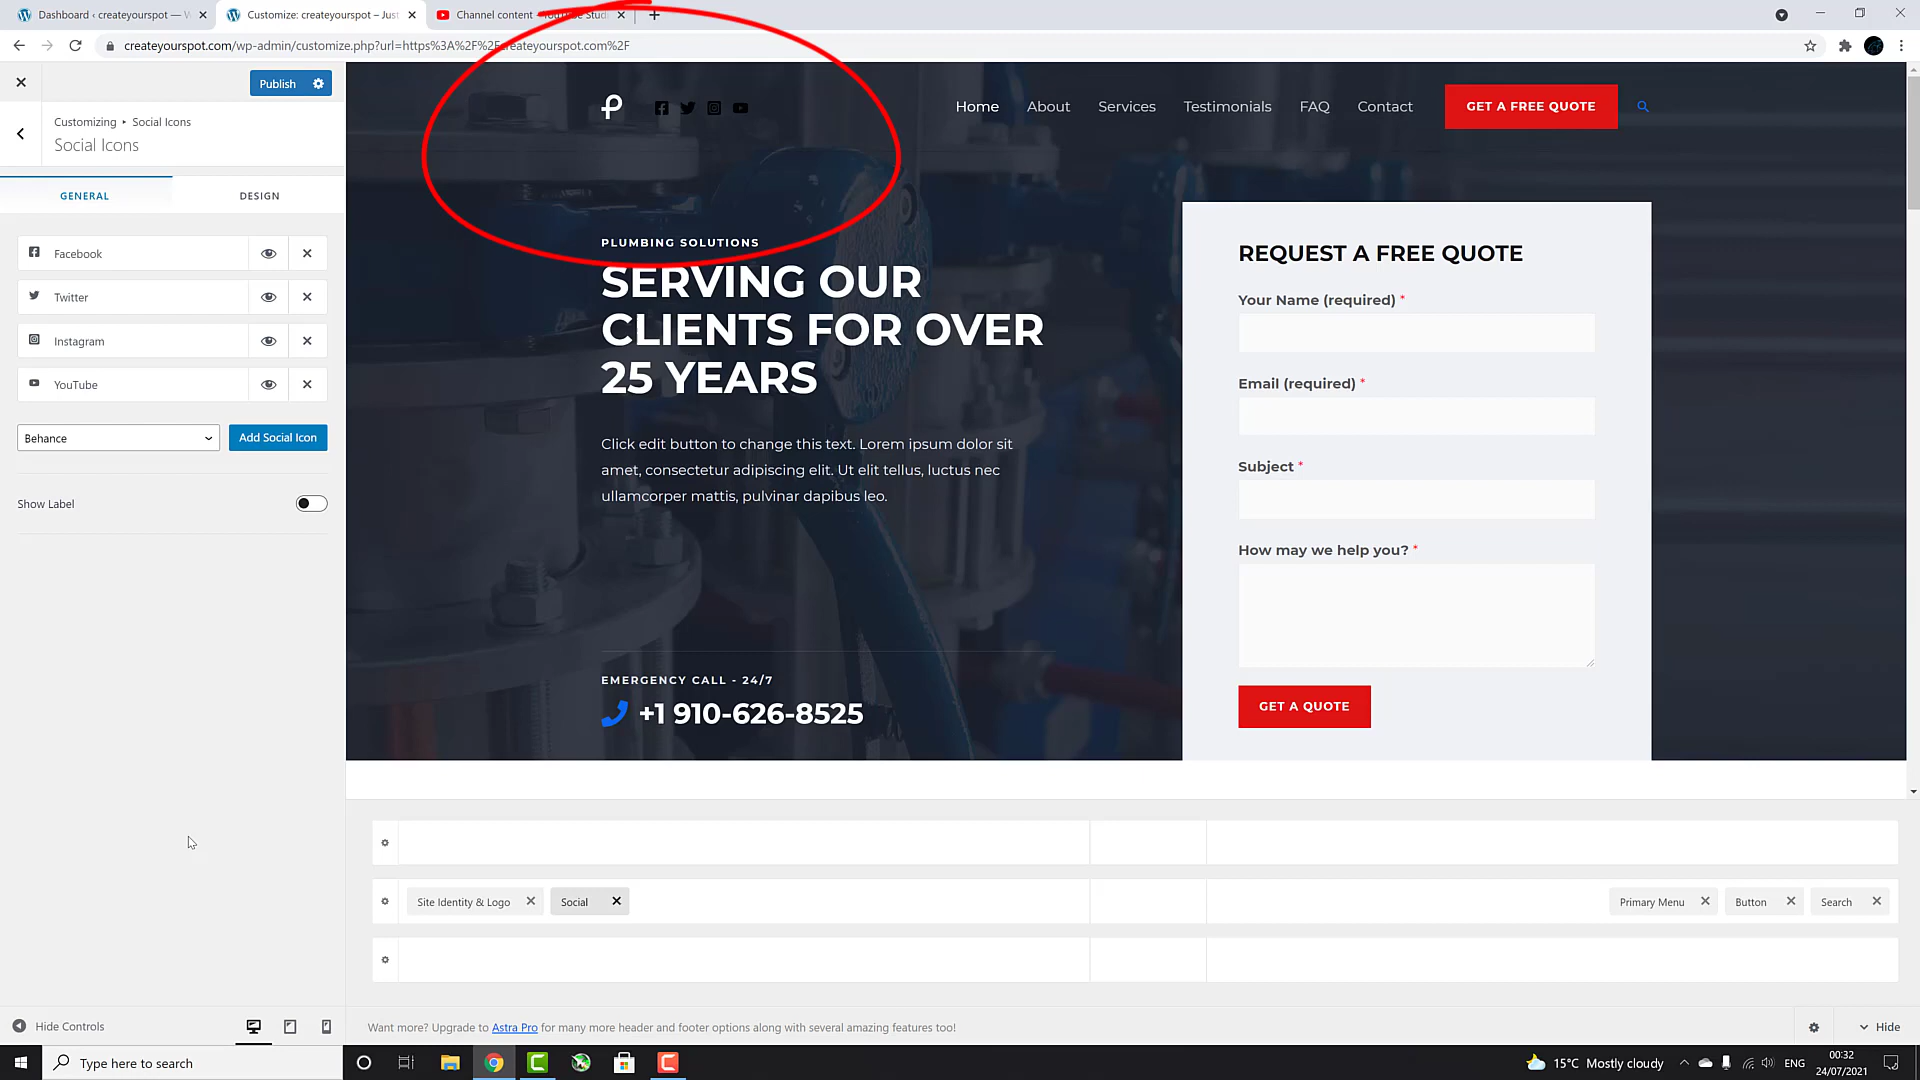 Dashboard ‹ createyourspot — W
Customize: createyourspot – Just
Channel content - YouTube Studi
createyourspot.com/wp-admin/customize.php?url=https%3A%2F%2Fcreateyourspot.com%2F
Publish
Customizing ▸ Social Icons
Social Icons
GENERAL
DESIGN
Facebook
Twitter
Instagram
YouTube
Behance
Add Social Icon
Show Label
Home
About
Services
Testimonials
FAQ
Contact
GET A FREE QUOTE
PLUMBING SOLUTIONS
SERVING OUR
CLIENTS FOR OVER
25 YEARS
Click edit button to change this text. Lorem ipsum dolor sit
amet, consectetur adipiscing elit. Ut elit tellus, luctus nec
ullamcorper mattis, pulvinar dapibus leo.
EMERGENCY CALL - 24/7
+1 910-626-8525
REQUEST A FREE QUOTE
Your Name (required) *
Email (required) *
Subject *
How may we help you? *
GET A QUOTE
Site Identity & Logo
Social
Primary Menu
Button
Search
Hide Controls
Want more? Upgrade to Astra Pro for many more header and footer options along with several amazing features too!
Hide
Type here to search
15°C Mostly cloudy
ENG
00:32
24/07/2021